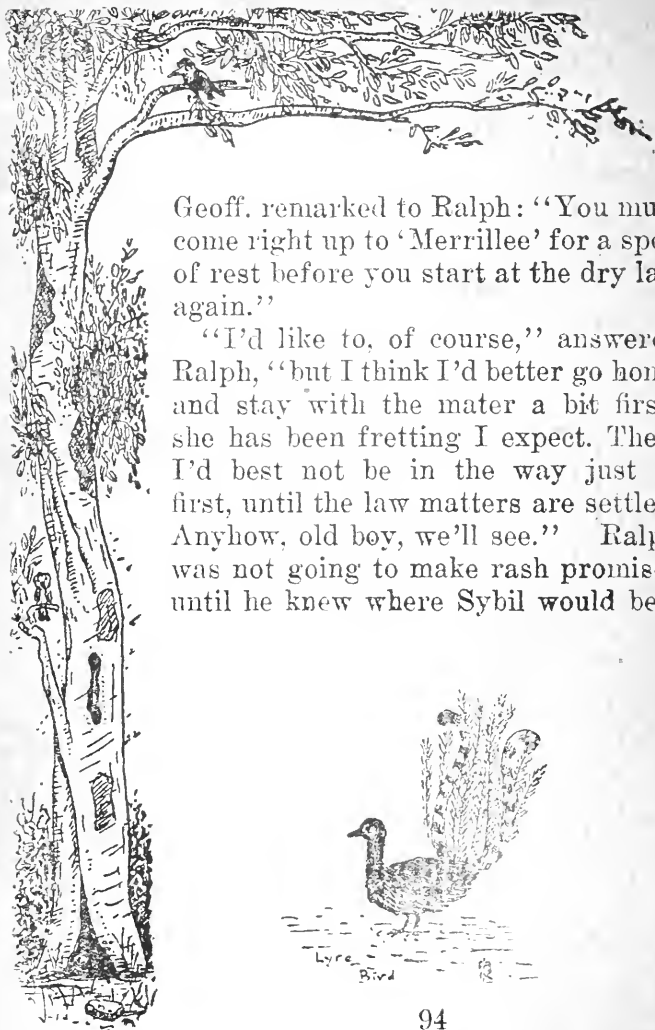 Geoff. remarked to Ralph: “You mu
come right up to ‘Merrillee’ for a spe
of rest before you start at the dry la
again.”
“I’d like to, of course,” answer
Ralph, “but I think I’d better go hon
and stay with the mater a bit firs
she has been fretting I expect. The
I’d best not be in the way just
first, until the law matters are settle
Anyhow, old boy, we’ll see.” Ralp
was not going to make rash promis
until he knew where Sybil would be
Lyre
Bird
94